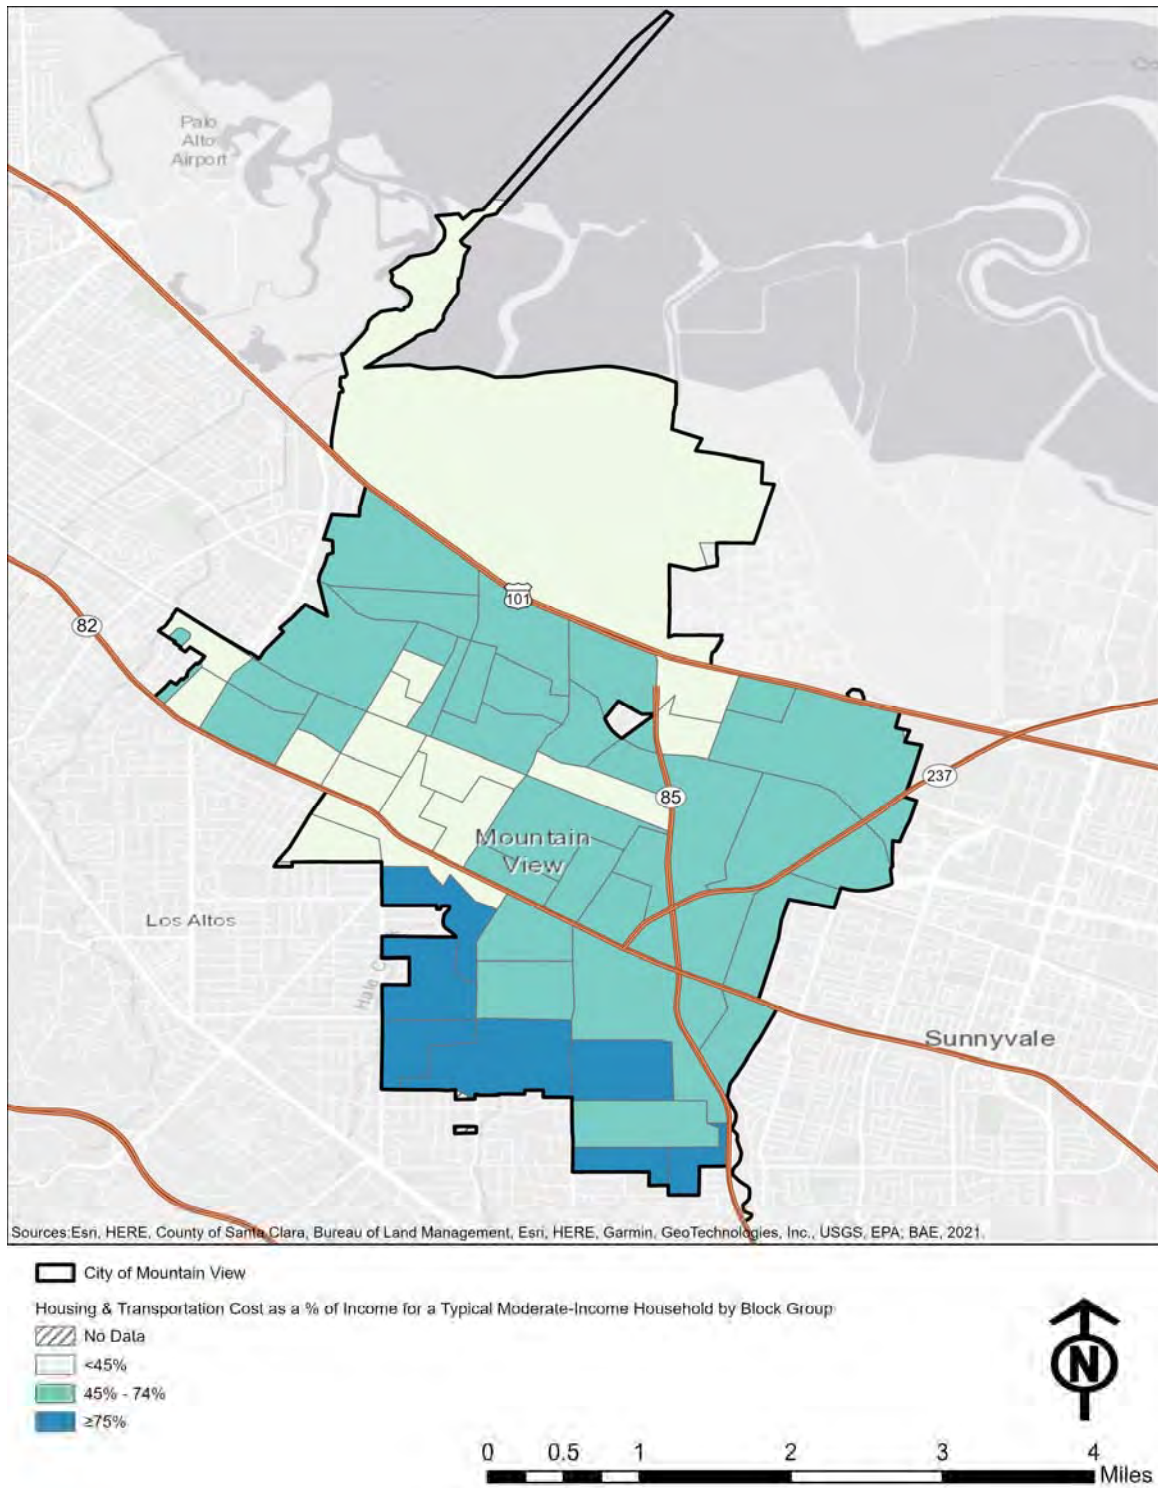 Co
Palo
Alto
Airport
101
82
237
85
Mountain
View
Los Altos
Hale C
Sunnyvale
Sources:Esri, HERE, County of Santa Clara, Bureau of Land Management, Esri, HERE, Garmin, GeoTechnologies, Inc., USGS, EPA; BAE, 2021.
City of Mountain View
Housing & Transportation Cost as a % of Income for a Typical Moderate-Income Household by Block Group
No Data
<45%
45% - 74%
≥75%
N
0 0.5 1 2 3 4
Miles